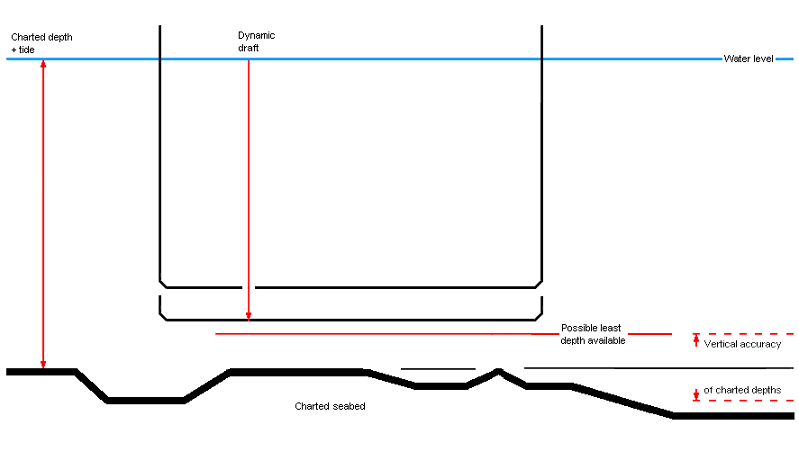 Charted depth
+ tide
Dynamic
draft
Water level
Possible least
depth available
Vertical accuracy
of charted depths
Charted seabed